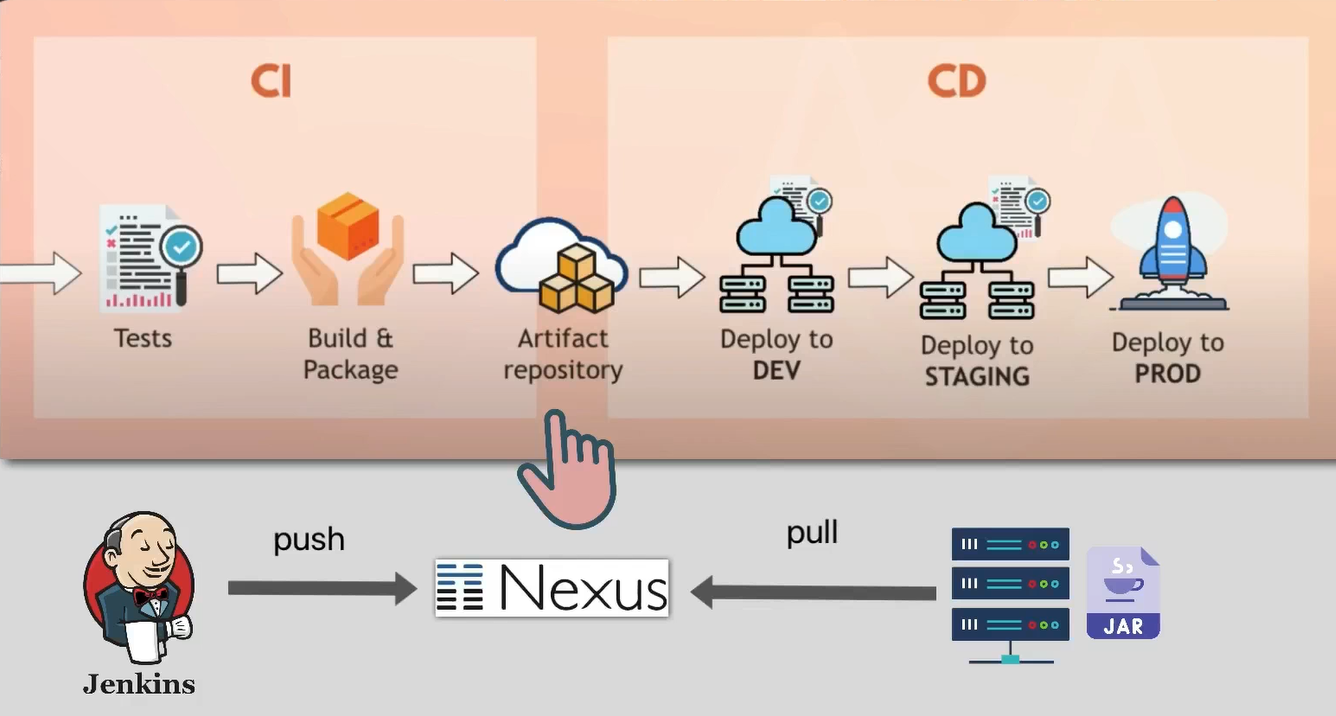 CI
CD
Tests
Build &
Package
Artifact
repository
Deploy to
DEV
Deploy to
STAGING
Deploy to
PROD
push
pull
Nexus
JAR
Jenkins